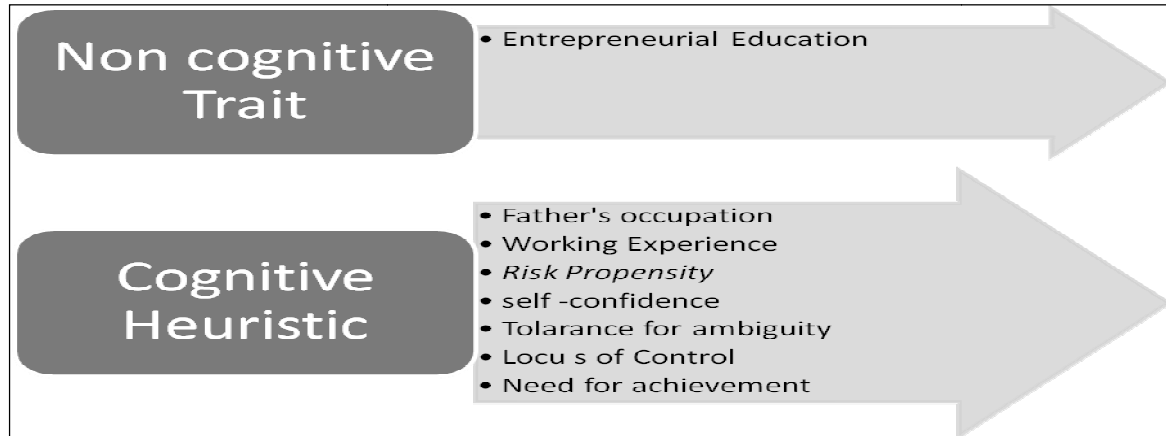 Non cognitive
Trait
• Entrepreneurial Education
Cognitive
Heuristic
• Father's occupation
• Working Experience
• Risk Propensity
• self -confidence
• Tolarance for ambiguity
• Locu s of Control
• Need for achievement